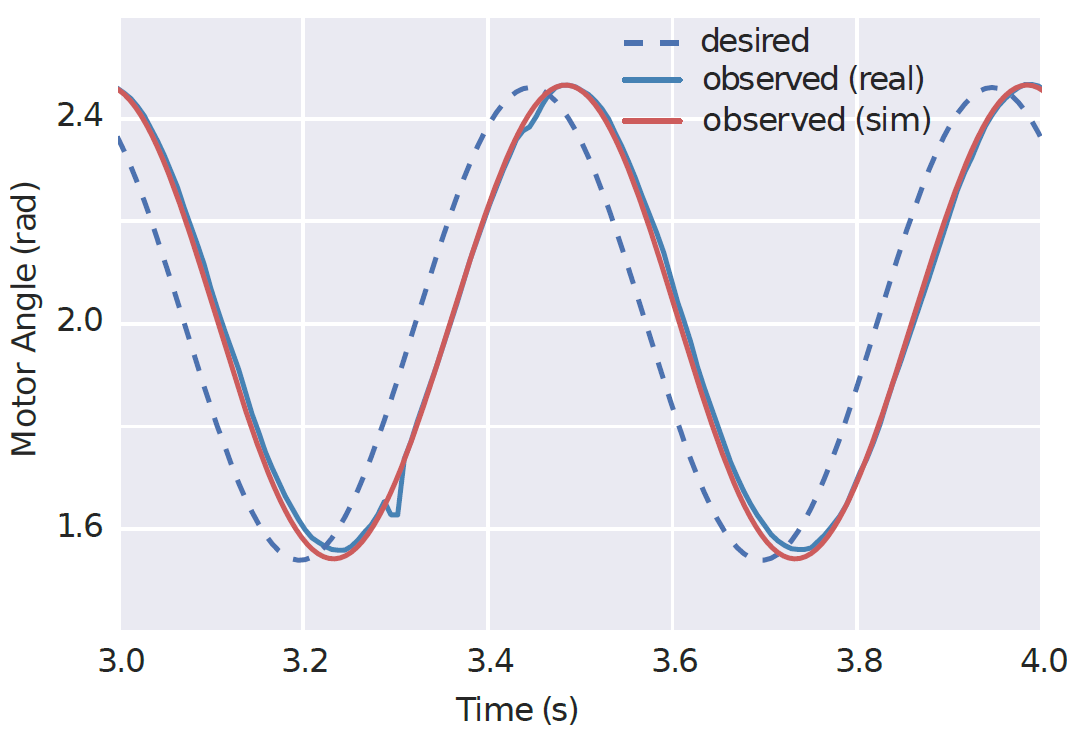 desired
observed (real)
observed (sim)
2.4
2.0
1.6
Motor Angle (rad)
3.0 3.2 3.4 3.6 3.8 4.0
Time (s)